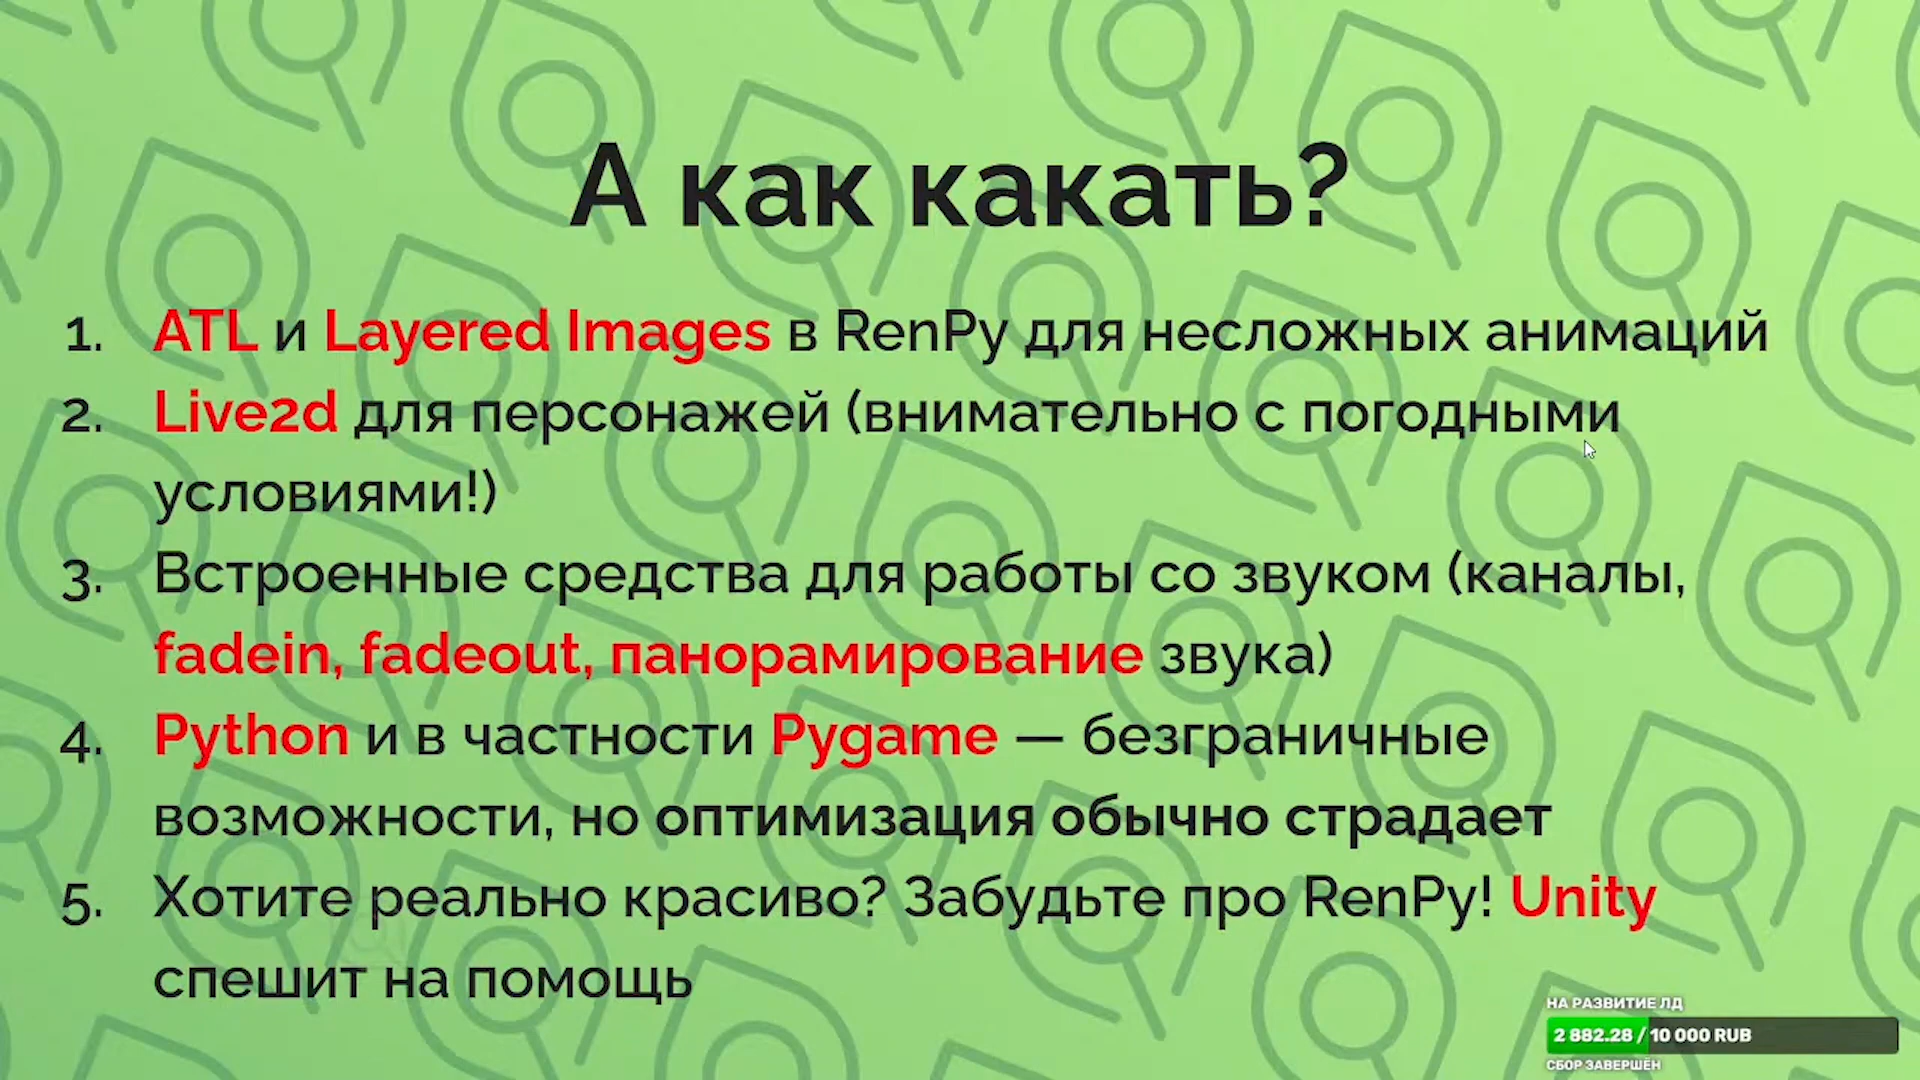 А как какать?
1. ATL и Layered Images в RenPy для несложных анимаций
2. Live2d для персонажей (внимательно с погодными
условиями!)
3. Встроенные средства для работы со звуком (каналы,
fadein, fadeout, панорамирование звука)
4. Python и в частности Pygame — безграничные
возможности, но оптимизация обычно страдает
5. Хотите реально красиво? Забудьте про RenPy! Unity
спешит на помощь
НА РАЗВИТИЕ ЛД
2 882.28 / 10 000 RUB
СБОР ЗАВЕРШЁН